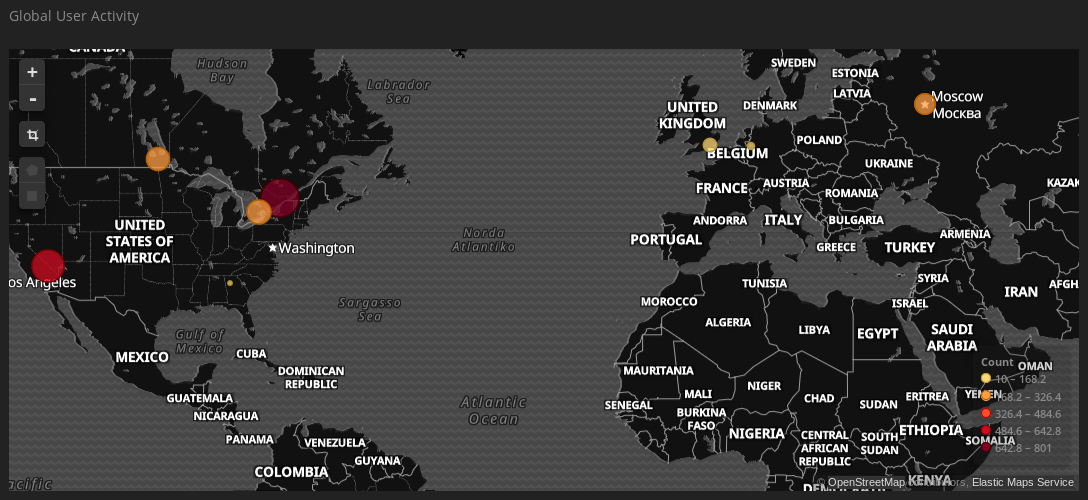 Global User Activity
CANADA
Hudson
Bay
Labrador
Sea
SWEDEN
ESTONIA
LATVIA
DENMARK
UNITED
KINGDOM
Moscow
Москва
POLAND
BELGIUM
UKRAINE
FRANCE
AUSTRIA
ROMANIA
KAZAK
ANDORRA
ITALY
BULGARIA
PORTUGAL
GREECE
TURKEY
ARMENIA
UNITED
STATES OF
AMERICA
Washington
Norda
Atlantiko
os Angeles
SYRIA
IRAN
AFGH
TUNISIA
MOROCCO
ISRAEL
Sargasso
Sea
ALGERIA
LIBYA
EGYPT
SAUDI
ARABIA
Gulf of
Mexico
MEXICO
CUBA
DOMINICAN
REPUBLIC
MAURITANIA
OMAN
GUATEMALA
NICARAGUA
PANAMA
VENEZUELA
GUYANA
COLOMBIA
Atlantic
Ocean
SENEGAL
MALI
BURKINA
FASO
NIGER
CHAD
SUDAN
ERITREA
YEMEN
NIGERIA
CENTRAL
AFRICAN
REPUBLIC
SOUTH
SUDAN
ETHIOPIA
SOMALIA
KENYA
acific
Count
10 – 168.2
168.2 – 326.4
326.4 – 484.6
484.6 – 642.8
642.8 – 801
© OpenStreetMap contributors, Elastic Maps Service